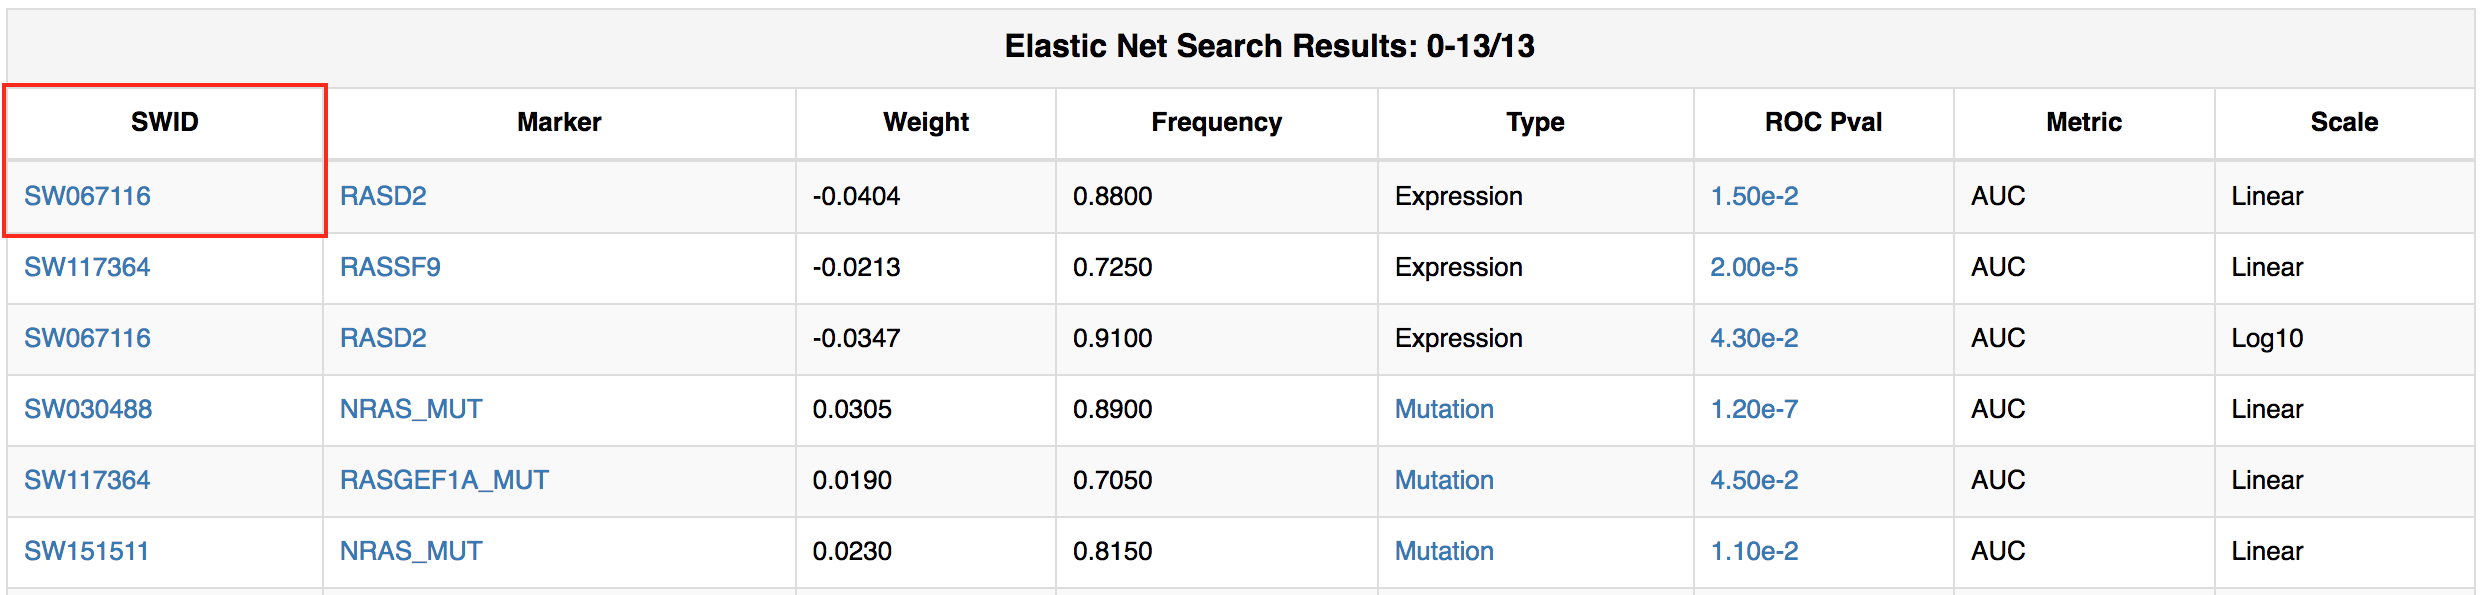 Elastic Net Search Results: 0-13/13
SWID Marker Weight Frequency Type ROC Pval Metric Scale
SW067116 RASD2 -0.0404 0.8800 Expression 1.50e-2 AUC Linear
SW117364 RASSF9 -0.0213 0.7250 Expression 2.00e-5 AUC Linear
SW067116 RASD2 -0.0347 0.9100 Expression 4.30e-2 AUC Log10
SW030488 NRAS_MUT 0.0305 0.8900 Mutation 1.20e-7 AUC Linear
SW117364 RASGEF1A_MUT 0.0190 0.7050 Mutation 4.50e-2 AUC Linear
SW151511 NRAS_MUT 0.0230 0.8150 Mutation 1.10e-2 AUC Linear